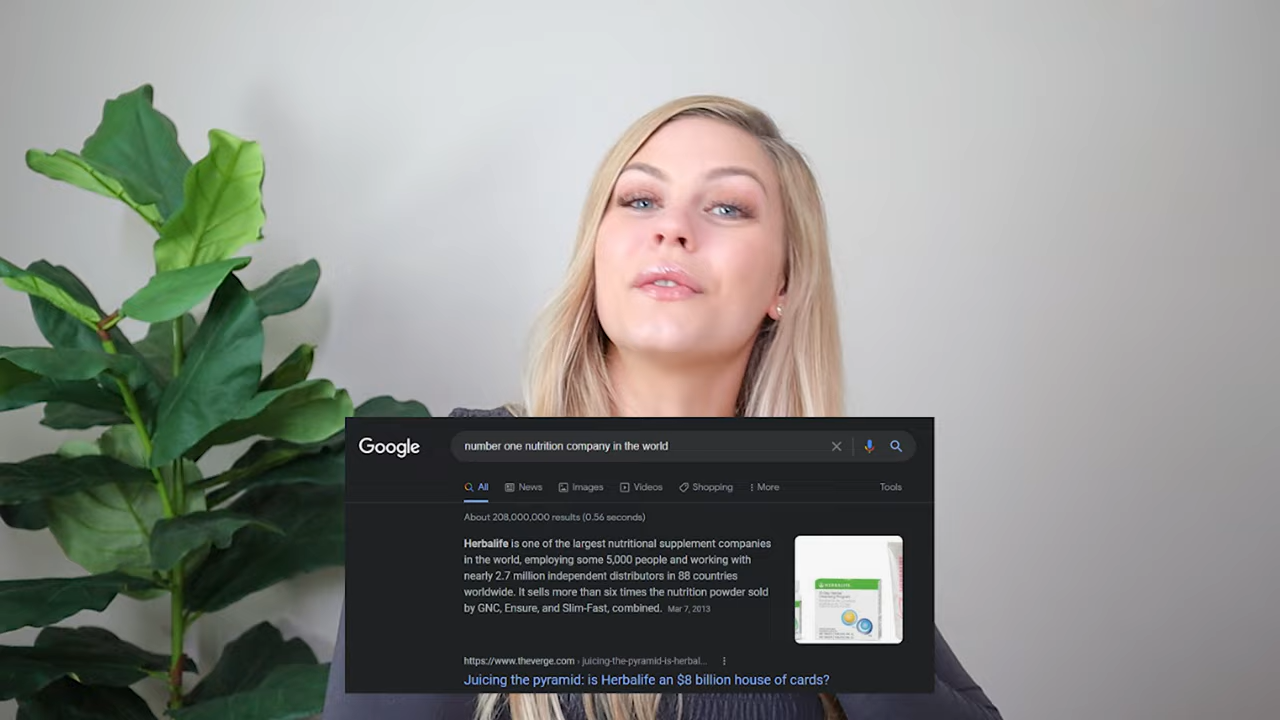 Google
number one nutrition company in the world
All News Images Videos Shopping More Tools
About 208,000,000 results (0.56 seconds)
Herbalife is one of the largest nutritional supplement companies
in the world, employing some 5,000 people and working with
nearly 2.7 million independent distributors in 88 countries
worldwide. It sells more than six times the nutrition powder sold
by GNC, Ensure, and Slim-Fast, combined. Mar 7, 2013
HERBALIFE
https://www.theverge.com › juicing-the-pyramid-is-herbal...
Juicing the pyramid: is Herbalife an $8 billion house of cards?